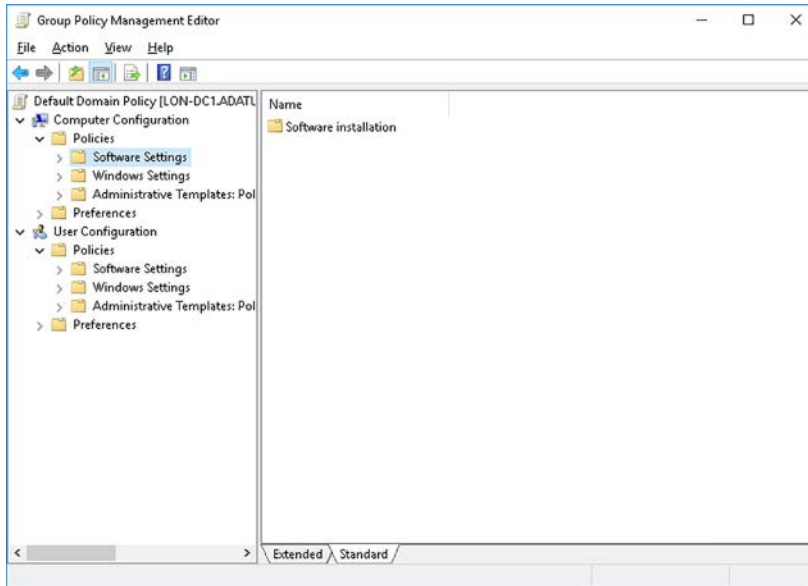 Group Policy Management Editor
File Action View Help
Default Domain Policy [LON-DC1.ADATU
Computer Configuration
Policies
Software Settings
Windows Settings
Administrative Templates: Pol
Preferences
User Configuration
Policies
Software Settings
Windows Settings
Administrative Templates: Pol
Preferences
Name
Software installation
Extended
Standard